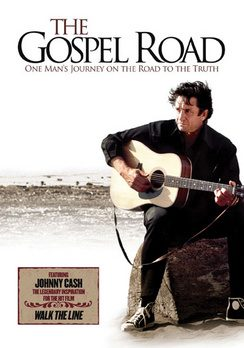 THE
GOSPEL ROAD
ONE MAN'S JOURNEY ON THE ROAD TO THE TRUTH
FEATURING
JOHNNY CASH
THE LEGENDARY INSPIRATION
FOR THE HIT FILM
WALK THE LINE